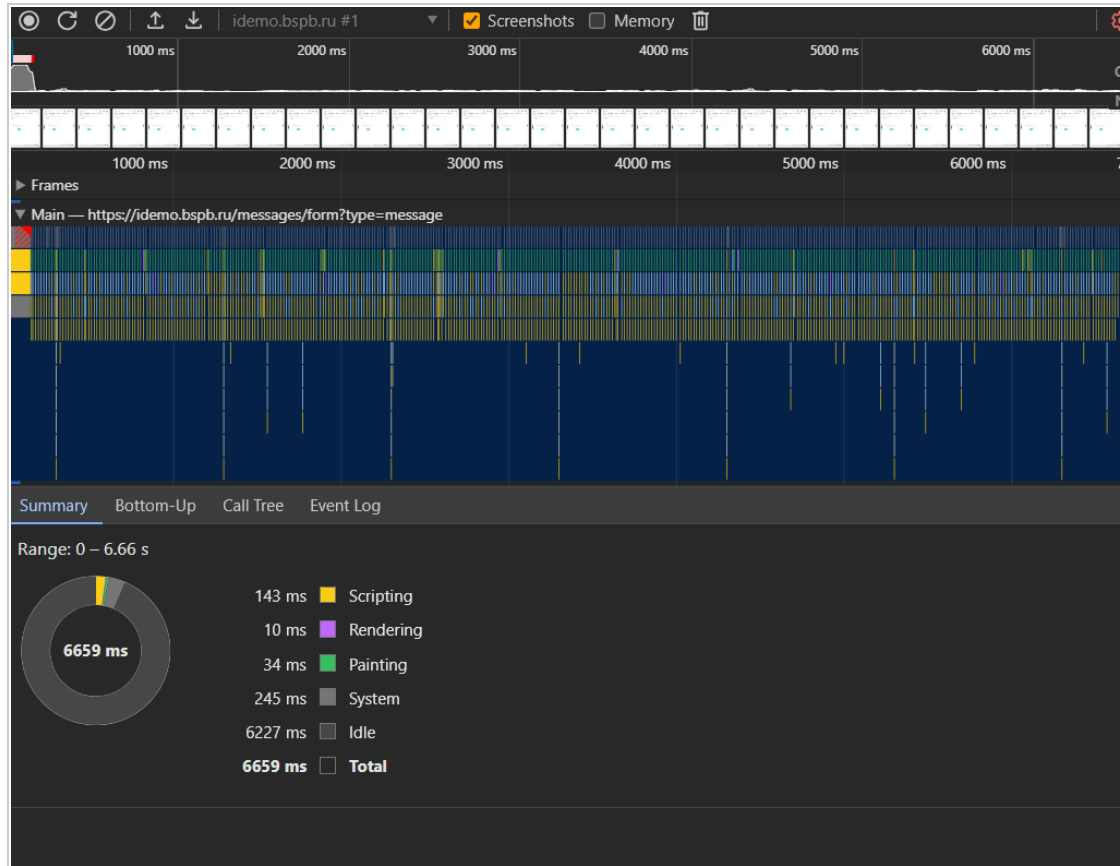 idemo.bspb.ru #1 Screenshots Memory
1000 ms 2000 ms 3000 ms 4000 ms 5000 ms 6000 ms
1000 ms 2000 ms 3000 ms 4000 ms 5000 ms 6000 ms
Frames
Main — https://idemo.bspb.ru/messages/form?type=message
Summary Bottom-Up Call Tree Event Log
Range: 0 – 6.66 s
143 ms Scripting
10 ms Rendering
6659 ms
34 ms Painting
245 ms System
6227 ms Idle
6659 ms Total